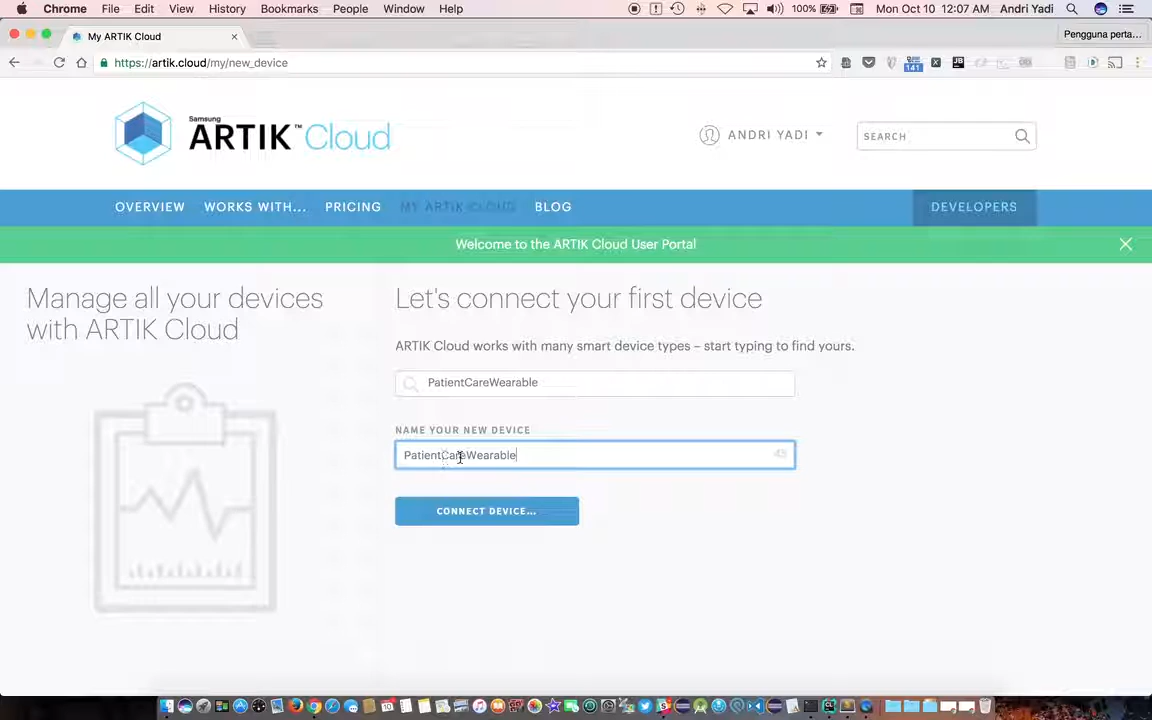 Chrome File Edit View History Bookmarks People Window Help 100% Mon Oct 10 12:07 AM Andri Yadi
My ARTIK Cloud
Pengguna perta...
https://artik.cloud/my/new_device
141
JB
Samsung
ARTIK™ Cloud
ANDRI YADI
SEARCH
OVERVIEW WORKS WITH... PRICING MY ARTIK CLOUD BLOG DEVELOPERS
Welcome to the ARTIK Cloud User Portal
Manage all your devices
with ARTIK Cloud
Let's connect your first device
ARTIK Cloud works with many smart device types – start typing to find yours.
PatientCareWearable
NAME YOUR NEW DEVICE
PatientCareWearable
CONNECT DEVICE...